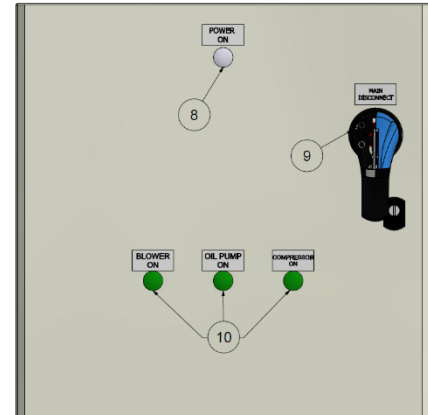 POWER
ON
8
MAIN
DISCONNECT
9
BLOWER
ON
OIL PUMP
ON
COMPRESSOR
ON
10